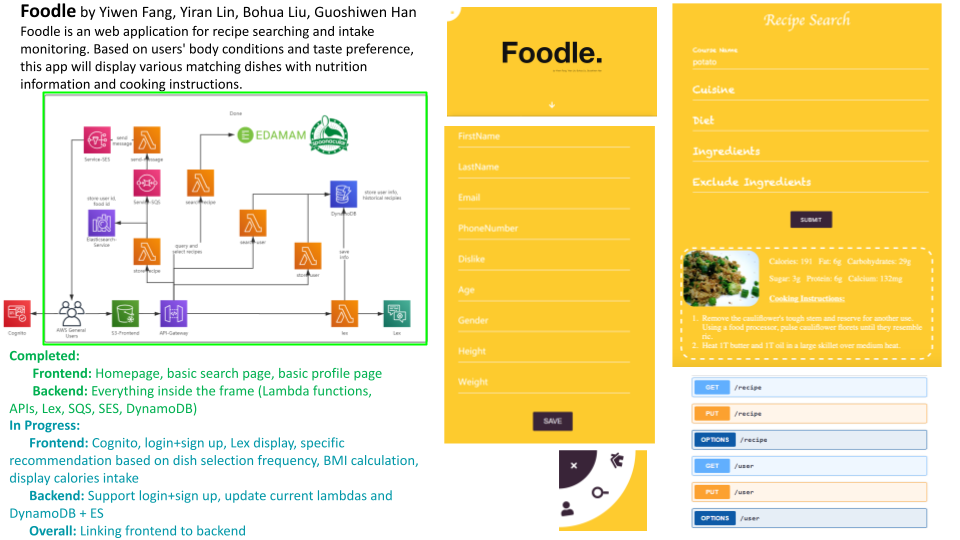 Foodle by Yiwen Fang, Yiran Lin, Bohua Liu, Guoshiwen Han
Foodle is an web application for recipe searching and intake
monitoring. Based on users' body conditions and taste preference,
this app will display various matching dishes with nutrition
information and cooking instructions.
Done
EDAMAM
send
message
Service-SES
send-message
Service-SQS
search-recipe
store user id,
food id
Elasticsearch-
Service
store user info,
historical recipes
DynamoDB
search-user
query and
select recipes
save
info
store-recipe
store-user
Cognito
AWS General
Users
S3-Frontend
API-Gateway
lex
Lex
Completed:
Frontend: Homepage, basic search page, basic profile page
Backend: Everything inside the frame (Lambda functions,
APIs, Lex, SQS, SES, DynamoDB)
In Progress:
Frontend: Cognito, login+sign up, Lex display, specific
recommendation based on dish selection frequency, BMI calculation,
display calories intake
Backend: Support login+sign up, update current lambdas and
DynamoDB + ES
Overall: Linking frontend to backend
Foodle.
FirstName
LastName
Email
PhoneNumber
Dislike
Age
Gender
Height
Weight
SAVE
Recipe Search
Course Name
potato
Cuisine
Diet
Ingredients
Exclude Ingredients
SUBMIT
Calories: 191 Fat: 6g Carbohydrates: 29g
Sugar: 3g Protein: 6g Calcium: 132mg
Cooking Instructions:
1. Remove the cauliflower's tough stem and reserve for another use.
Using a food processor, pulse cauliflower florets until they resemble
ric.
2. Heat 1T butter and 1T oil in a large skillet over medium heat.
GET /recipe
PUT /recipe
OPTIONS /recipe
GET /user
PUT /user
OPTIONS /user